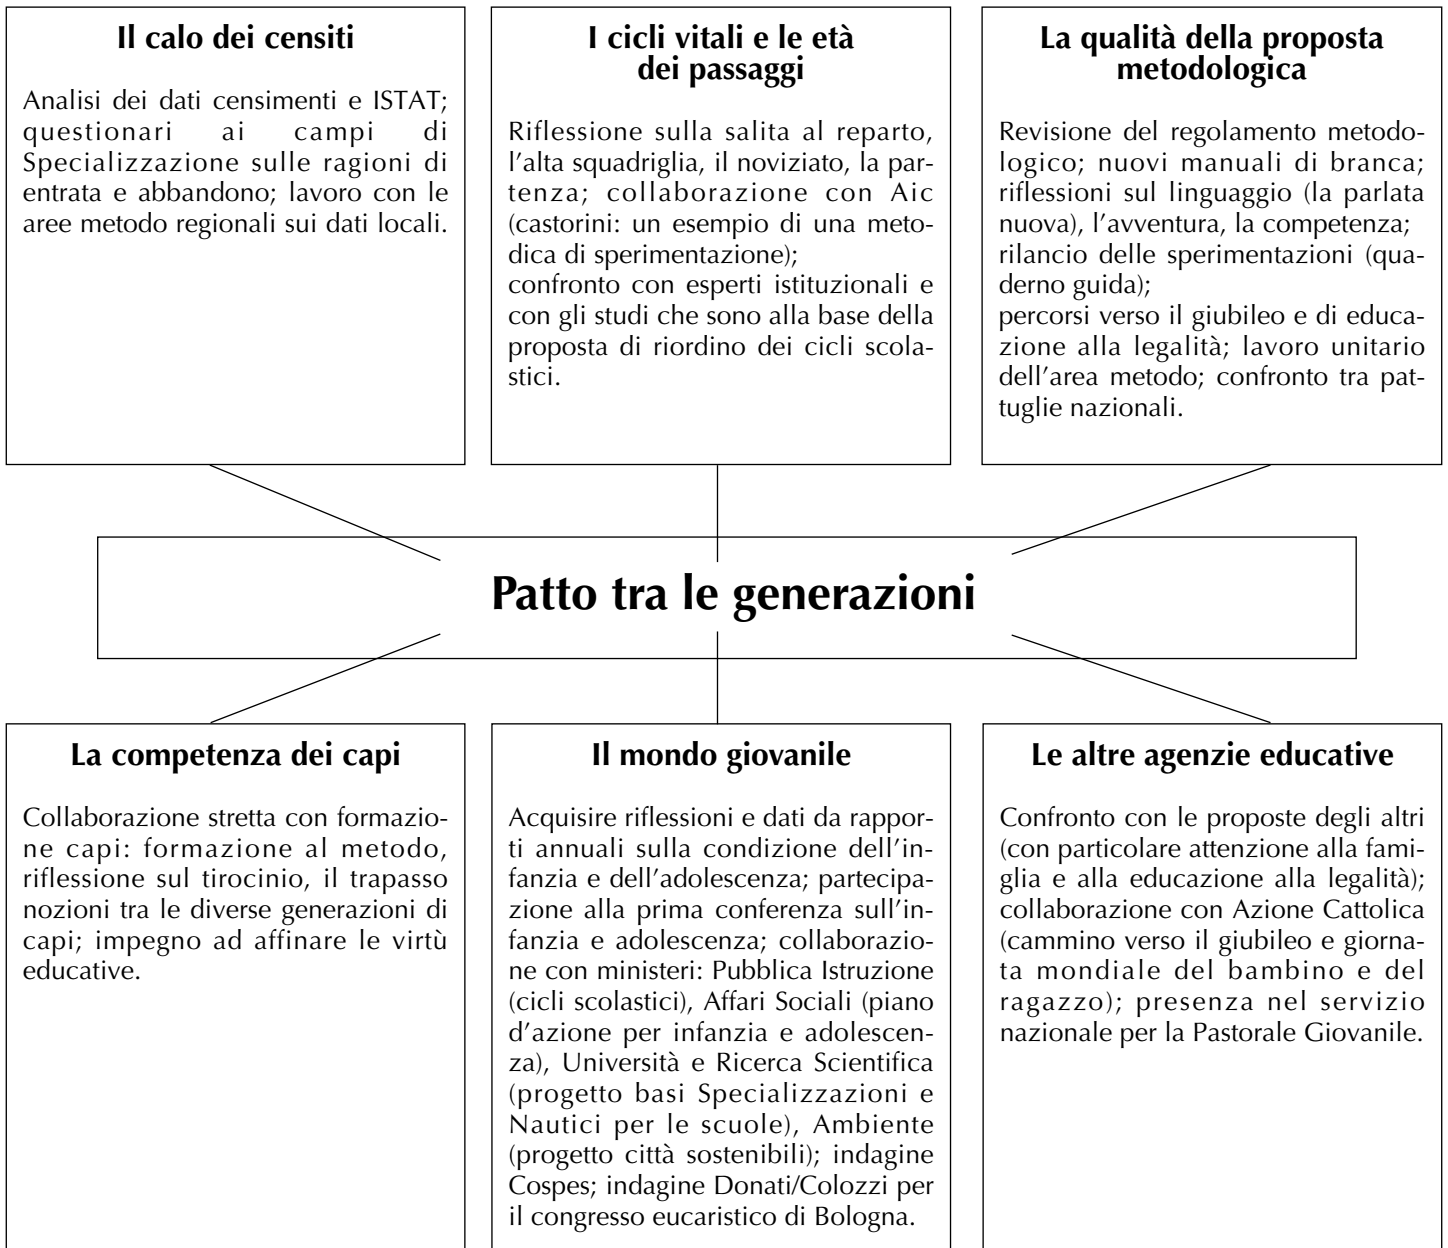 Il calo dei censiti
Analisi dei dati censimenti e ISTAT;
questionari ai campi di
Specializzazione sulle ragioni di
entrata e abbandono; lavoro con le
aree metodo regionali sui dati locali.
I cicli vitali e le età
dei passaggi
Riflessione sulla salita al reparto,
l'alta squadriglia, il noviziato, la par-
tenza; collaborazione con Aic
(castorini: un esempio di una meto-
dica di sperimentazione);
confronto con esperti istituzionali e
con gli studi che sono alla base della
proposta di riordino dei cicli scola-
stici.
La qualità della proposta
metodologica
Revisione del regolamento metodo-
logico; nuovi manuali di branca;
riflessioni sul linguaggio (la parlata
nuova), l'avventura, la competenza;
rilancio delle sperimentazioni (qua-
derno guida);
percorsi verso il giubileo e di educa-
zione alla legalità; lavoro unitario
dell'area metodo; confronto tra pat-
tuglie nazionali.
Patto tra le generazioni
La competenza dei capi
Collaborazione stretta con formazio-
ne capi: formazione al metodo,
riflessione sul tirocinio, il trapasso
nozioni tra le diverse generazioni di
capi; impegno ad affinare le virtù
educative.
Il mondo giovanile
Acquisire riflessioni e dati da rappor-
ti annuali sulla condizione dell'in-
fanzia e dell'adolescenza; partecipa-
zione alla prima conferenza sull'in-
fanzia e adolescenza; collaborazio-
ne con ministeri: Pubblica Istruzione
(cicli scolastici), Affari Sociali (piano
d'azione per infanzia e adolescen-
za), Università e Ricerca Scientifica
(progetto basi Specializzazioni e
Nautici per le scuole), Ambiente
(progetto città sostenibili); indagine
Cospes; indagine Donati/Colozzi per
il congresso eucaristico di Bologna.
Le altre agenzie educative
Confronto con le proposte degli altri
(con particolare attenzione alla fami-
glia e alla educazione alla legalità);
collaborazione con Azione Cattolica
(cammino verso il giubileo e giorna-
ta mondiale del bambino e del
ragazzo); presenza nel servizio
nazionale per la Pastorale Giovanile.